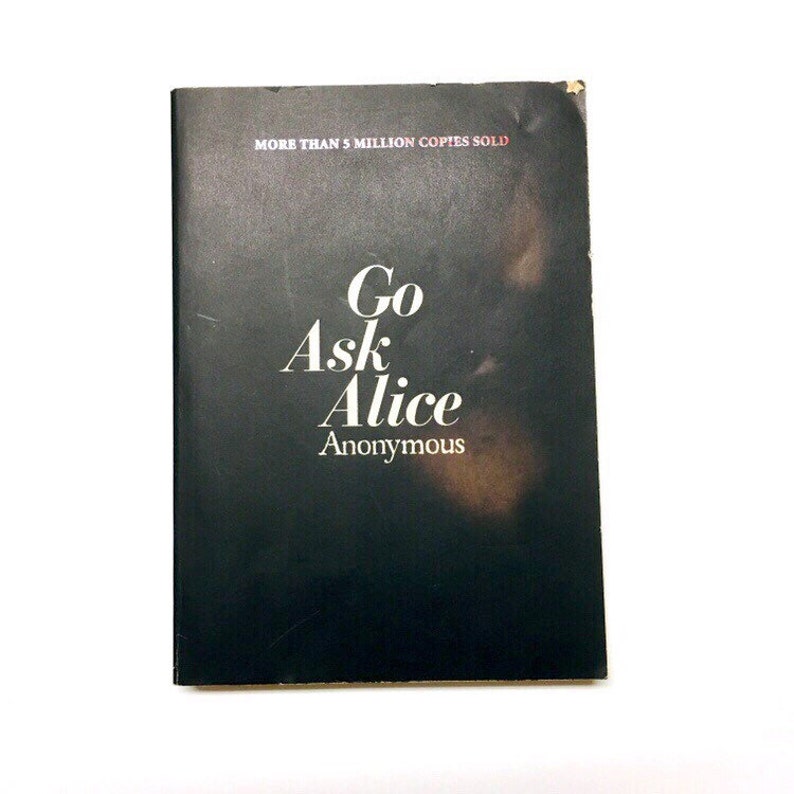 MORE THAN 5 MILLION COPIES SOLD
Go
Ask
Alice
Anonymous